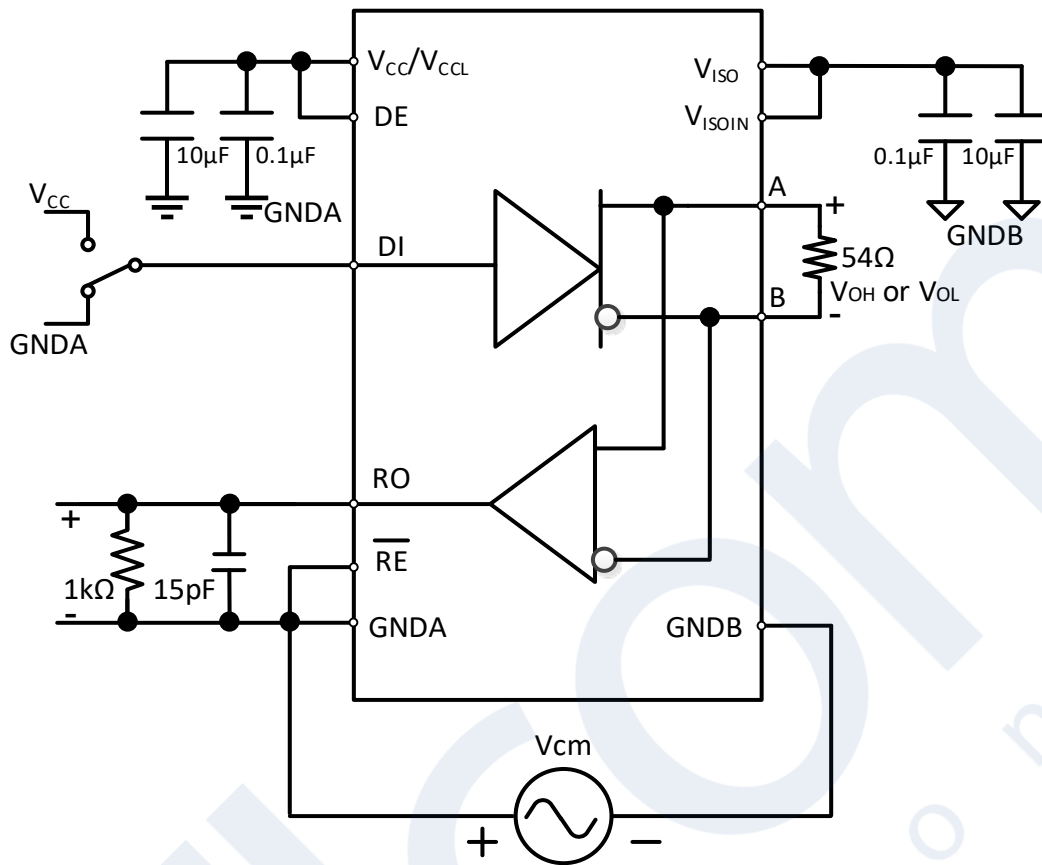 VCC/VCCL
VISO
DE
VISOIN
10µF
0.1µF
0.1µF
10µF
VCC
GNDA
A
+
GNDB
DI
54Ω
B
VOH or VOL
-
GNDA
RO
+
RE
1kΩ
15pF
-
GNDA
GNDB
Vcm
+
−
com
o n